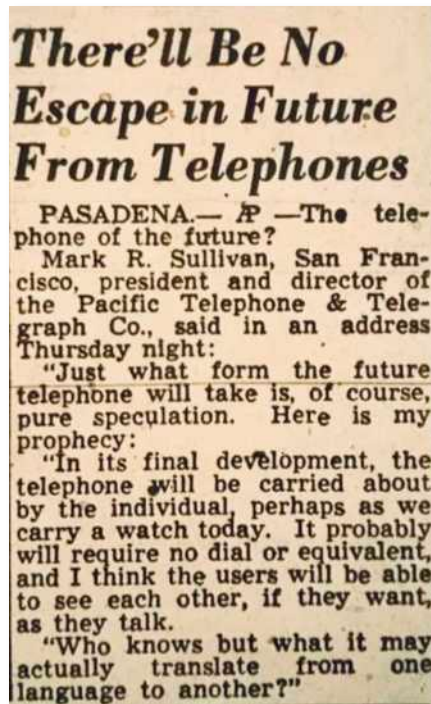 There'll Be No
Escape in Future
From Telephones
PASADENA.— AP —The tele-
phone of the future?
Mark R. Sullivan, San Fran-
cisco, president and director of
the Pacific Telephone & Tele-
graph Co., said in an address
Thursday night:
"Just what form the future
telephone will take is, of course,
pure speculation. Here is my
prophecy:
"In its final development, the
telephone will be carried about
by the individual, perhaps as we
carry a watch today. It probably
will require no dial or equivalent,
and I think the users will be able
to see each other, if they want,
as they talk.
"Who knows but what it may
actually translate from one
language to another?"